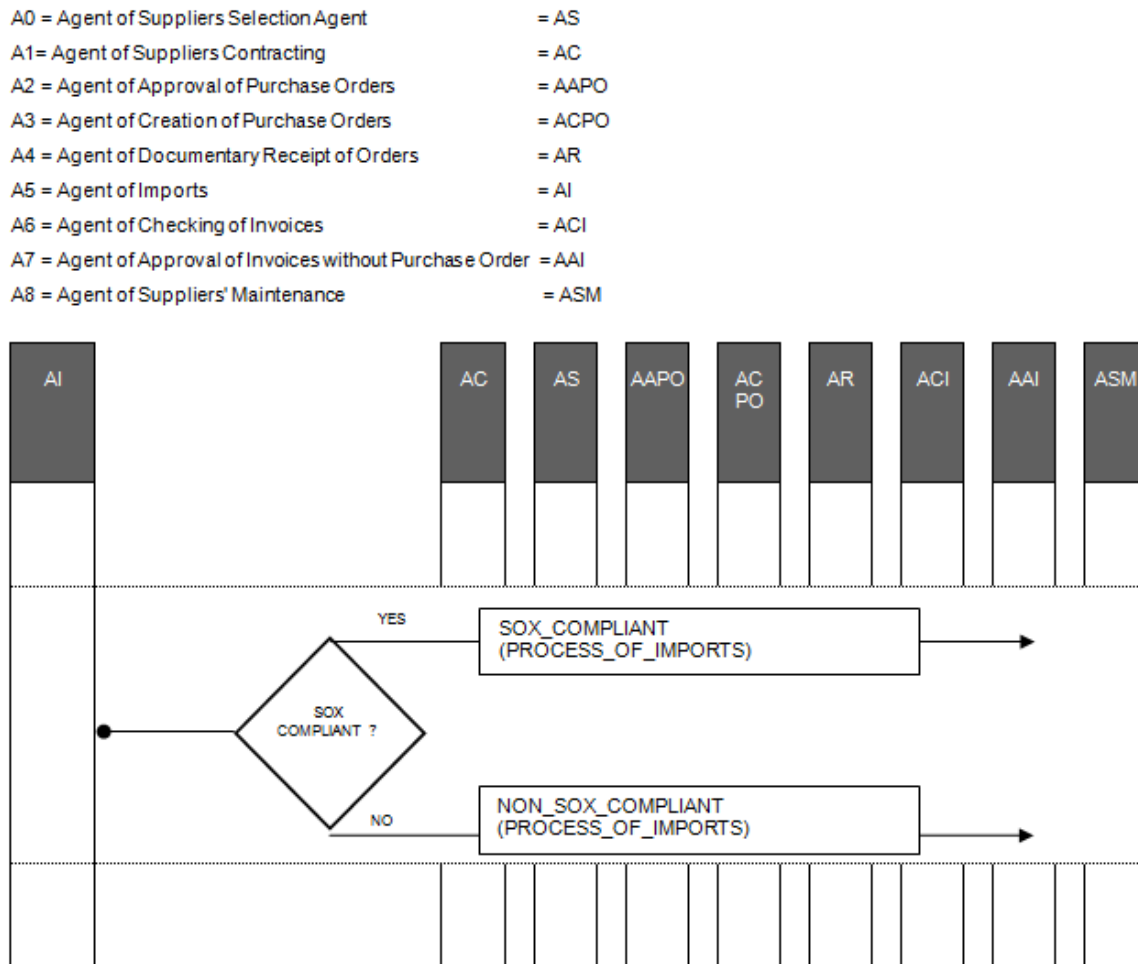 A0 = Agent of Suppliers Selection Agent = AS
A1= Agent of Suppliers Contracting = AC
A2 = Agent of Approval of Purchase Orders = AAPO
A3 = Agent of Creation of Purchase Orders = ACPO
A4 = Agent of Documentary Receipt of Orders = AR
A5 = Agent of Imports = AI
A6 = Agent of Checking of Invoices = ACI
A7 = Agent of Approval of Invoices without Purchase Order = AAI
A8 = Agent of Suppliers' Maintenance = ASM
AI
AC
AS
AAPO
AC
PO
AR
ACI
AAI
ASM
YES
SOX_COMPLIANT
(PROCESS_OF_IMPORTS)
SOX
COMPLIANT ?
NO
NON_SOX_COMPLIANT
(PROCESS_OF_IMPORTS)